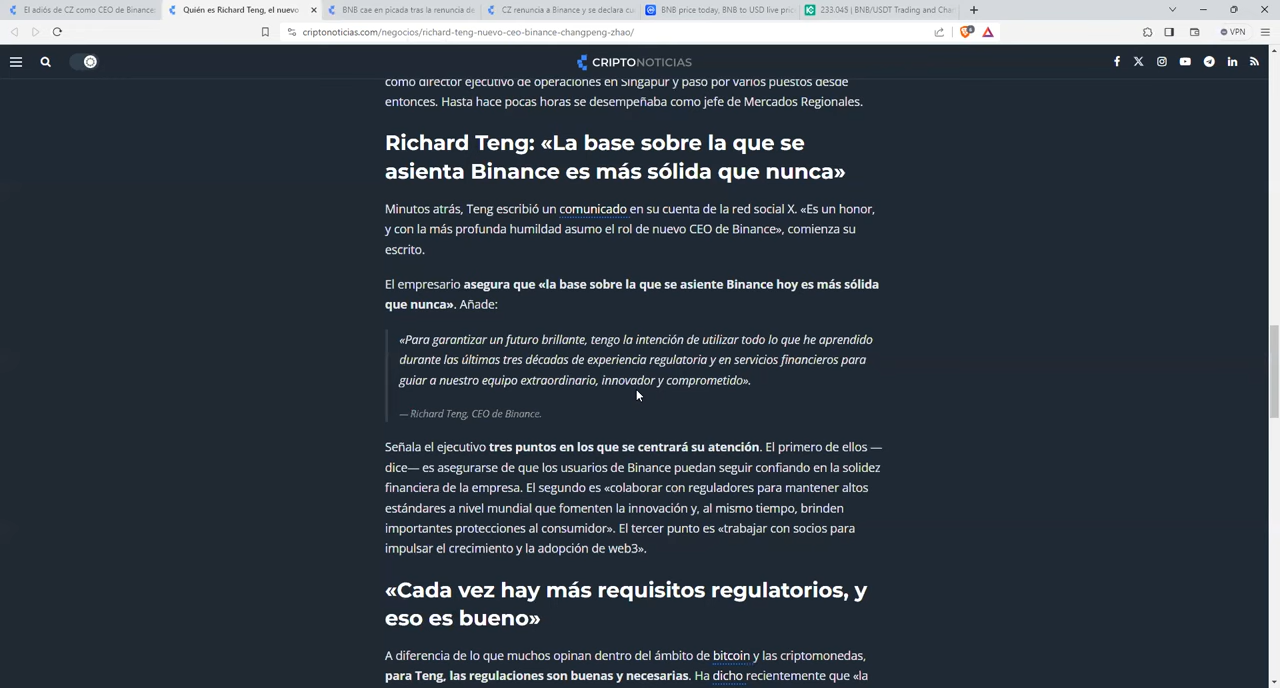 El adiós de CZ como CEO de Binance:
Quién es Richard Teng, el nuevo
BNB cae en picada tras la renuncia de
CZ renuncia a Binance y se declara cu
BNB price today, BNB to USD live pric
233.045 | BNB/USDT Trading and Cha
criptonoticias.com/negocios/richard-teng-nuevo-ceo-binance-changpeng-zhao/
VPN
CRIPTONOTICIAS
como director ejecutivo de operaciones en Singapur y pasó por varios puestos desde
entonces. Hasta hace pocas horas se desempeñaba como jefe de Mercados Regionales.
Richard Teng: «La base sobre la que se
asienta Binance es más sólida que nunca»
Minutos atrás, Teng escribió un comunicado en su cuenta de la red social X. «Es un honor,
y con la más profunda humildad asumo el rol de nuevo CEO de Binance», comienza su
escrito.
El empresario asegura que «la base sobre la que se asiente Binance hoy es más sólida
que nunca». Añade:
«Para garantizar un futuro brillante, tengo la intención de utilizar todo lo que he aprendido
durante las últimas tres décadas de experiencia regulatoria y en servicios financieros para
guiar a nuestro equipo extraordinario, innovador y comprometido».
— Richard Teng, CEO de Binance.
Señala el ejecutivo tres puntos en los que se centrará su atención. El primero de ellos —
dice— es asegurarse de que los usuarios de Binance puedan seguir confiando en la solidez
financiera de la empresa. El segundo es «colaborar con reguladores para mantener altos
estándares a nivel mundial que fomenten la innovación y, al mismo tiempo, brinden
importantes protecciones al consumidor». El tercer punto es «trabajar con socios para
impulsar el crecimiento y la adopción de web3».
«Cada vez hay más requisitos regulatorios, y
eso es bueno»
A diferencia de lo que muchos opinan dentro del ámbito de bitcoin y las criptomonedas,
para Teng, las regulaciones son buenas y necesarias. Ha dicho recientemente que «la